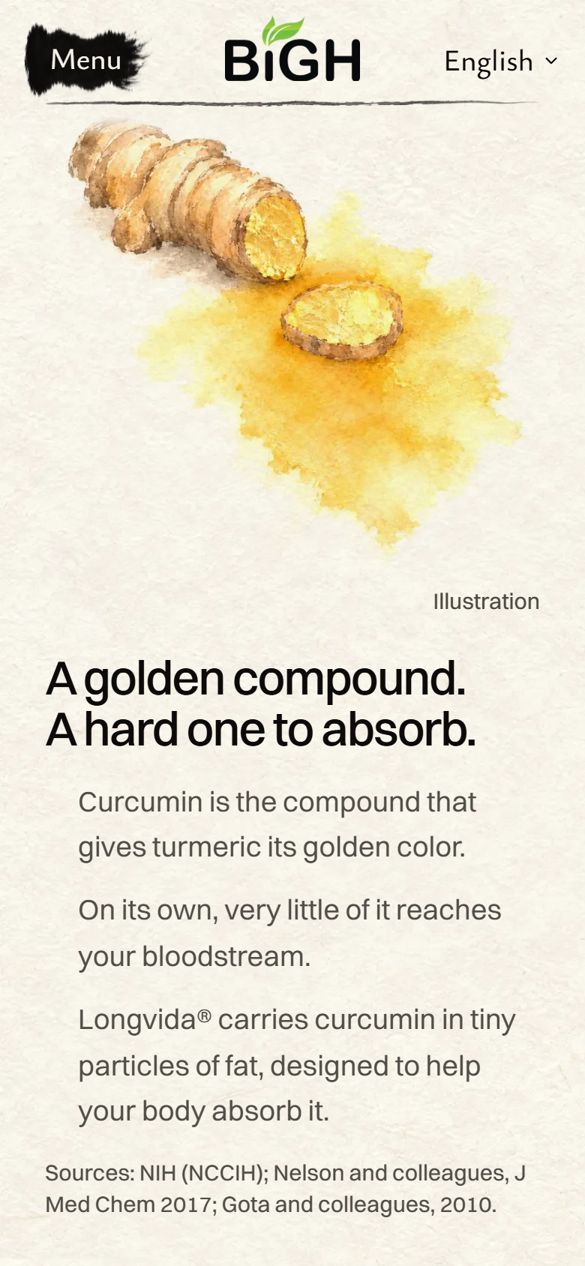 Menu
BiGH
English
Illustration
A golden compound.
A hard one to absorb.
Curcumin is the compound that
gives turmeric its golden color.
On its own, very little of it reaches
your bloodstream.
Longvida® carries curcumin in tiny
particles of fat, designed to help
your body absorb it.
Sources: NIH (NCCIH); Nelson and colleagues, J
Med Chem 2017; Gota and colleagues, 2010.